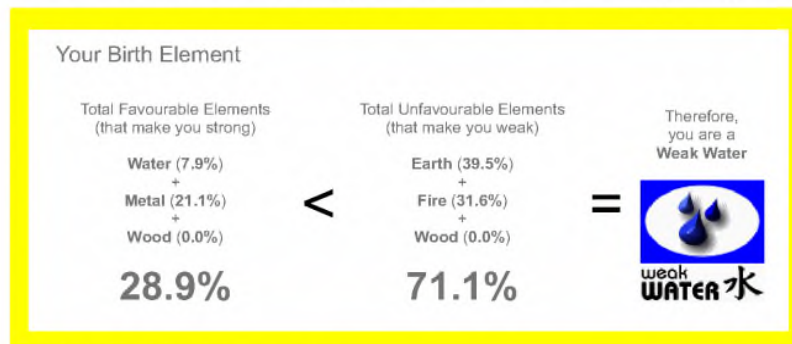 Your Birth Element
Total Favourable Elements
(that make you strong)
Water (7.9%)
+
Metal (21.1%)
+
Wood (0.0%)
28.9%
<
Total Unfavourable Elements
(that make you weak)
Earth (39.5%)
+
Fire (31.6%)
+
Wood (0.0%)
71.1%
=
Therefore,
you are a
Weak Water
weak
WATER 水